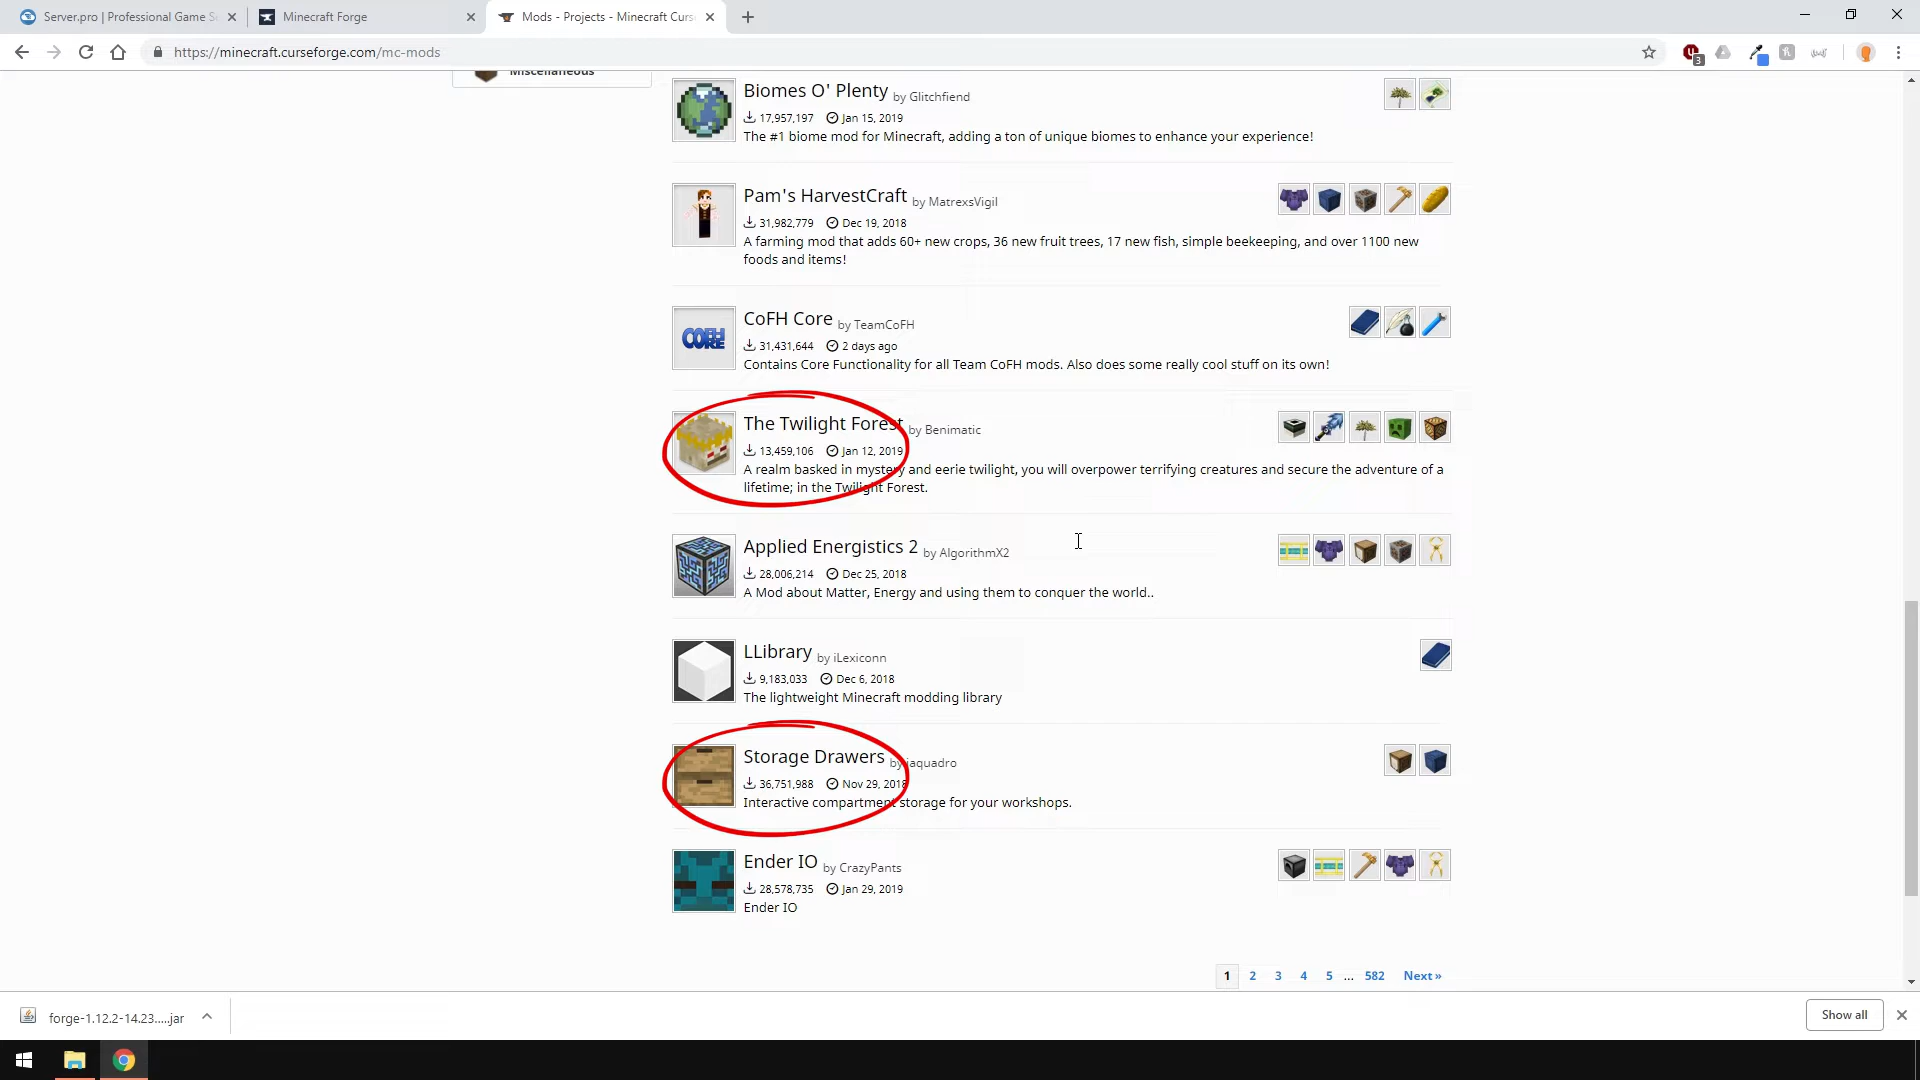 Server.pro | Professional Game S
Minecraft Forge
Mods - Projects - Minecraft Curs
https://minecraft.curseforge.com/mc-mods
3
Miscellaneous
Biomes O' Plenty by Glitchfiend
17,957,197 Jan 15, 2019
The #1 biome mod for Minecraft, adding a ton of unique biomes to enhance your experience!
Pam's HarvestCraft by MatrexsVigil
31,982,779 Dec 19, 2018
A farming mod that adds 60+ new crops, 36 new fruit trees, 17 new fish, simple beekeeping, and over 1100 new
foods and items!
COFH CORE
CoFH Core by TeamCoFH
31,431,644 2 days ago
Contains Core Functionality for all Team CoFH mods. Also does some really cool stuff on its own!
The Twilight Forest by Benimatic
13,459,106 Jan 12, 2019
A realm basked in mystery and eerie twilight, you will overpower terrifying creatures and secure the adventure of a
lifetime; in the Twilight Forest.
Applied Energistics 2 by AlgorithmX2
28,006,214 Dec 25, 2018
A Mod about Matter, Energy and using them to conquer the world..
LLibrary by iLexiconn
9,183,033 Dec 6, 2018
The lightweight Minecraft modding library
Storage Drawers by jaquadro
36,751,988 Nov 29, 2018
Interactive compartment storage for your workshops.
Ender IO by CrazyPants
28,578,735 Jan 29, 2019
Ender IO
1 2 3 4 5 ... 582 Next »
forge-1.12.2-14.23.....jar
Show all